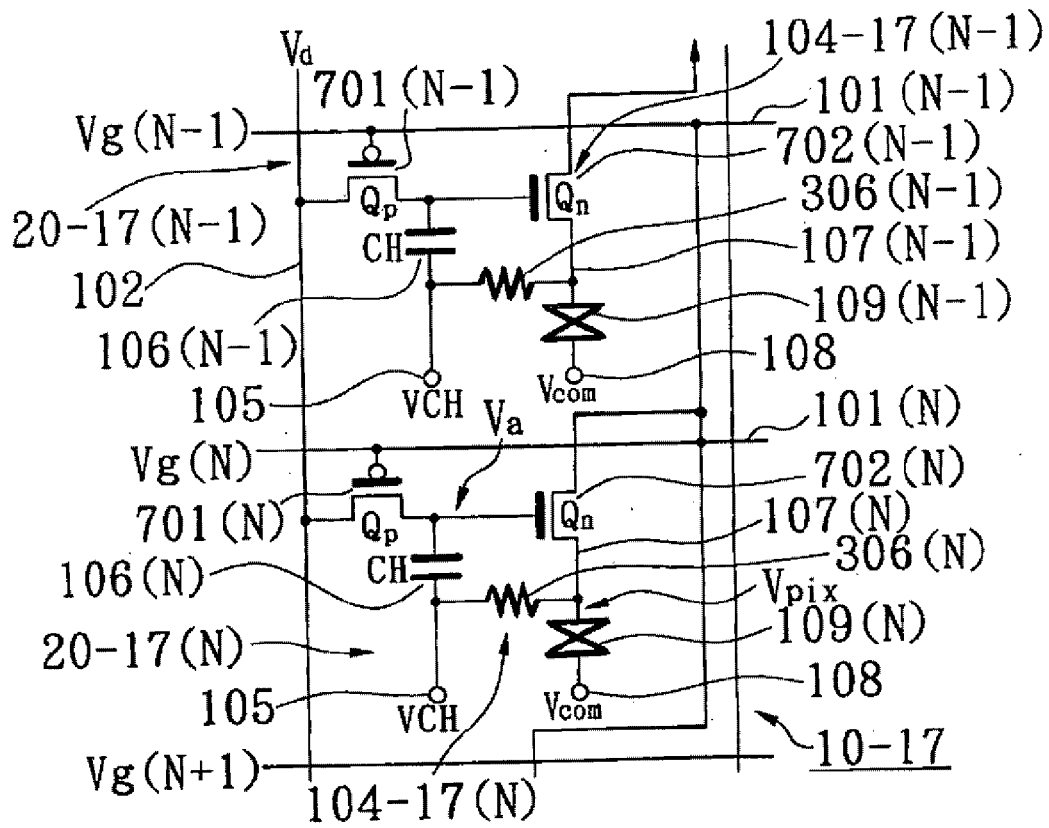 Vd
104-17(N-1)
701(N-1)
101(N-1)
Vg(N-1)
702(N-1)
Qp
Qn
306(N-1)
20-17(N-1)
CH
107(N-1)
102
109(N-1)
106(N-1)
108
105
VCH
Vcom
Va
101(N)
Vg(N)
702(N)
701(N)
Qp
Qn
107(N)
106(N)
CH
306(N)
Vpix
20-17(N)
109(N)
105
VCH
Vcom
108
10-17
Vg(N+1)
104-17(N)